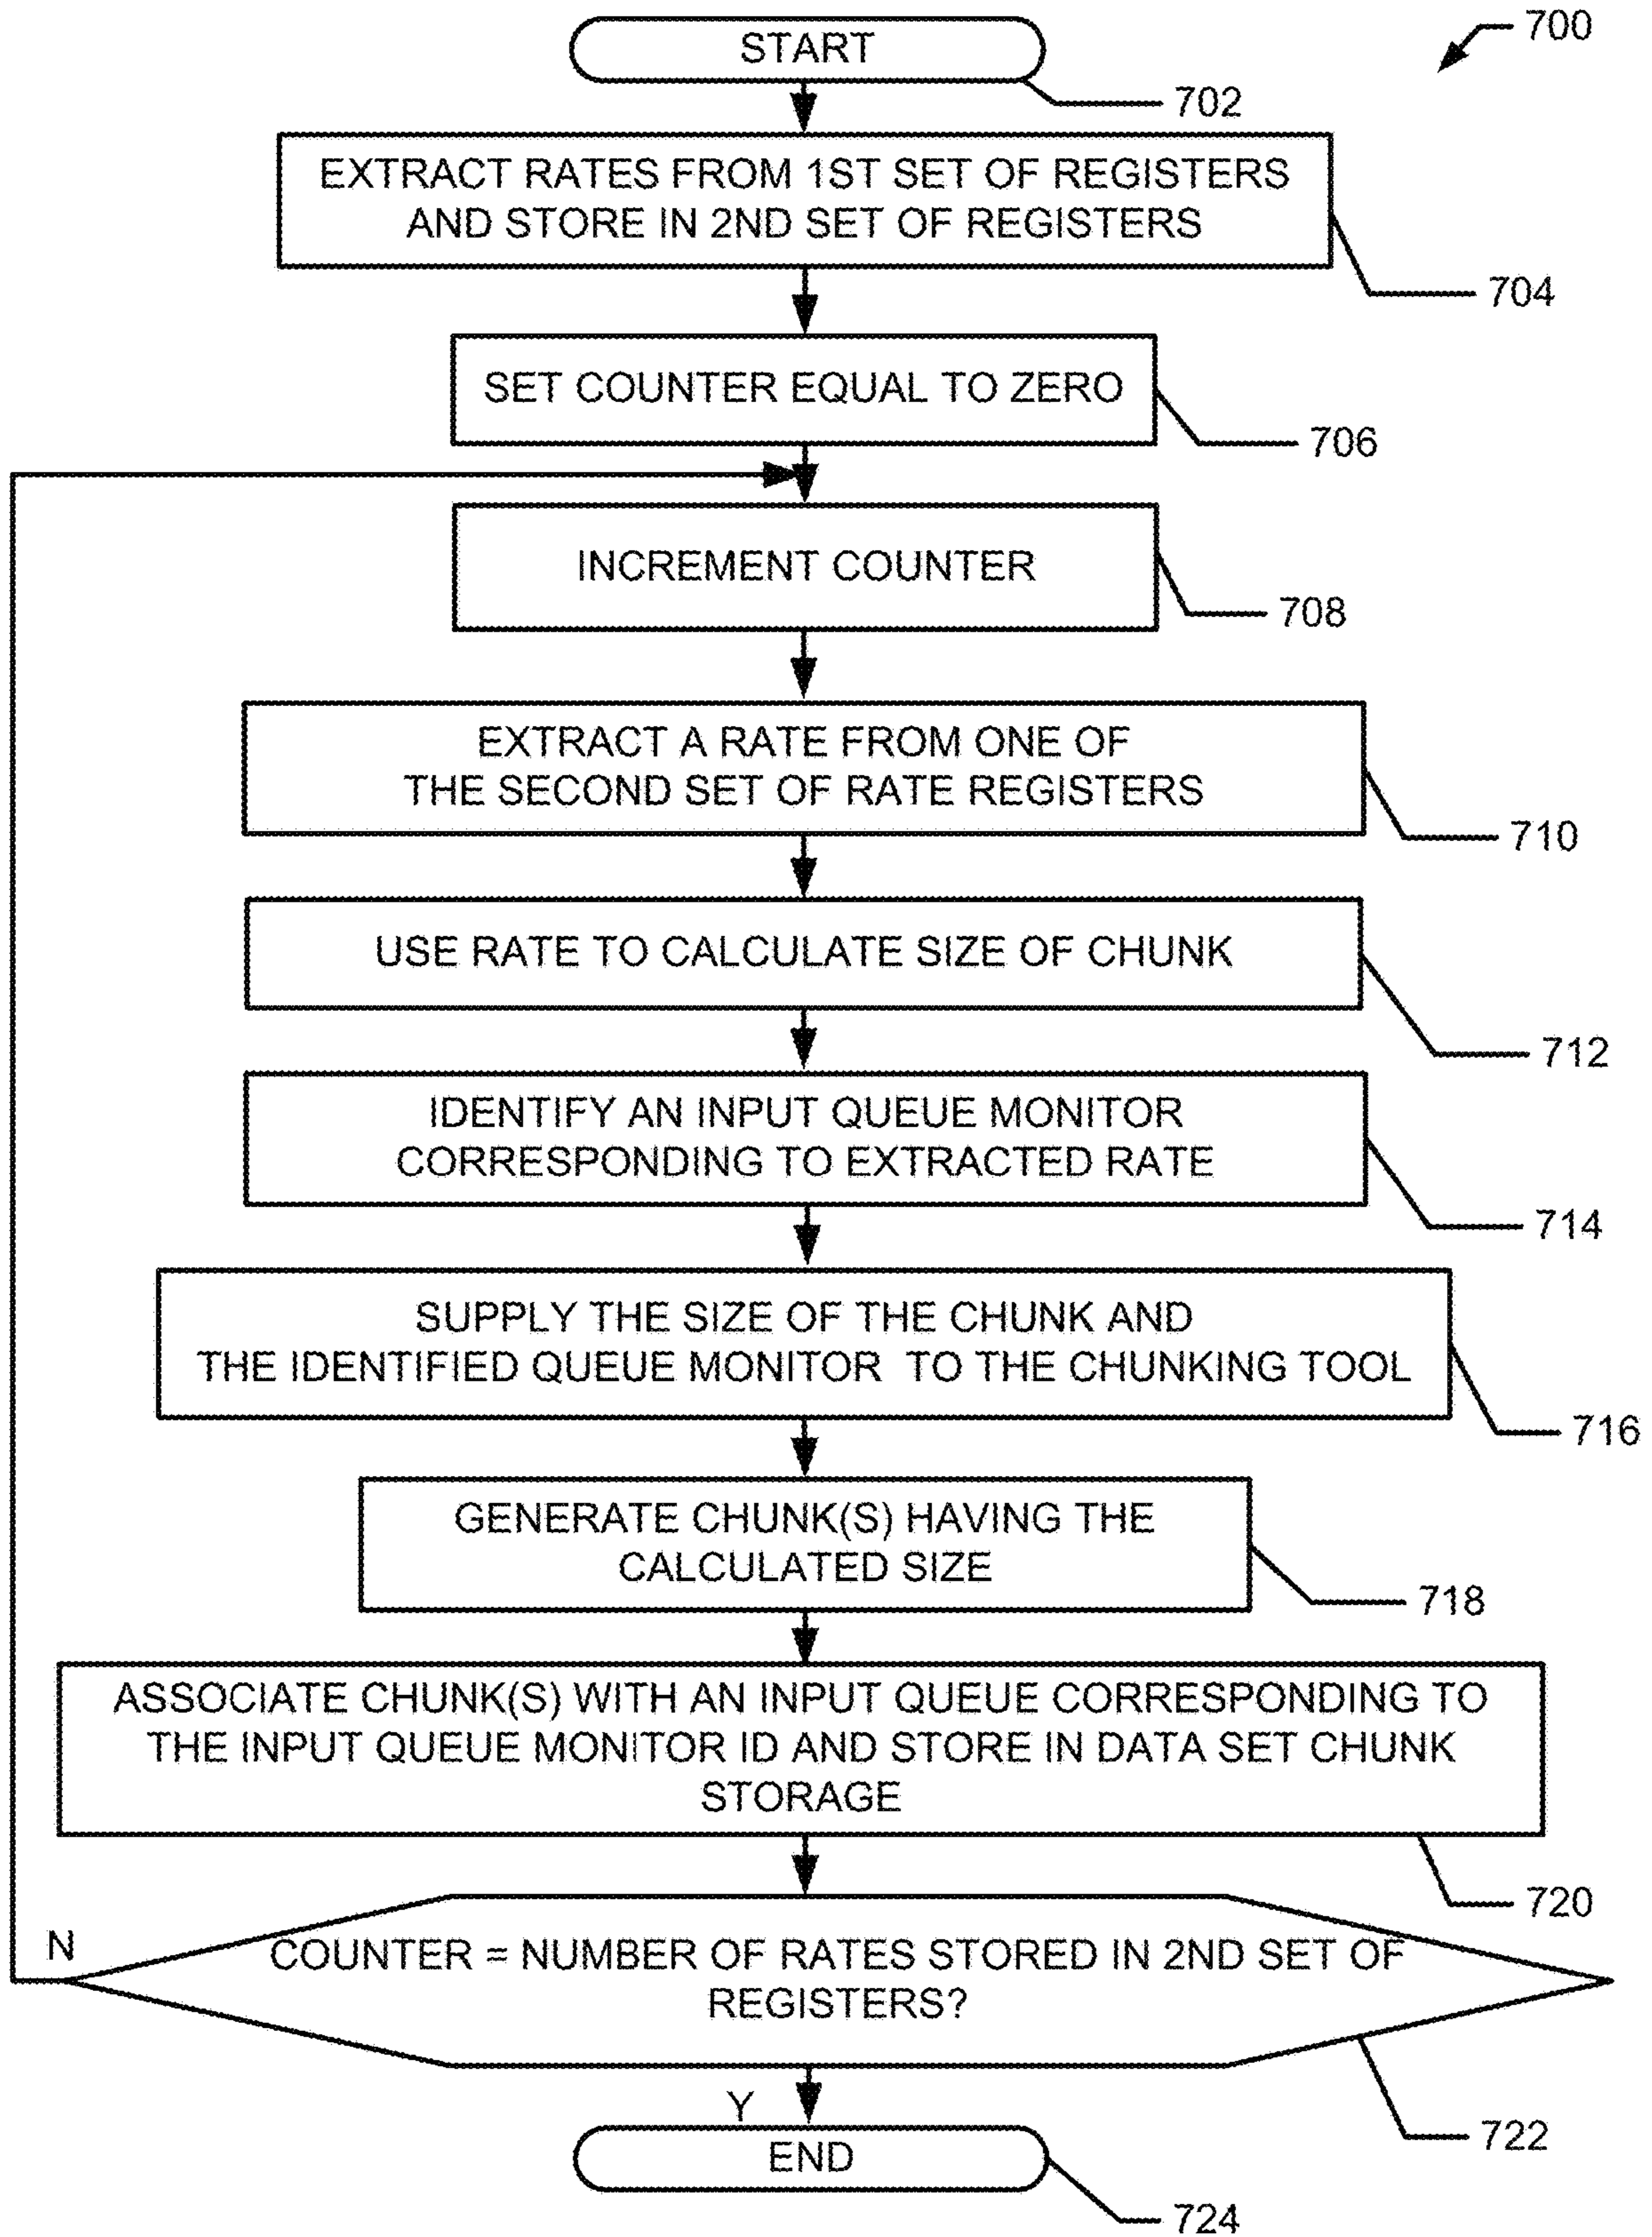 700
START
702
EXTRACT RATES FROM 1ST SET OF REGISTERS
AND STORE IN 2ND SET OF REGISTERS
704
SET COUNTER EQUAL TO ZERO
706
INCREMENT COUNTER
708
EXTRACT A RATE FROM ONE OF
THE SECOND SET OF RATE REGISTERS
710
USE RATE TO CALCULATE SIZE OF CHUNK
712
IDENTIFY AN INPUT QUEUE MONITOR
CORRESPONDING TO EXTRACTED RATE
714
SUPPLY THE SIZE OF THE CHUNK AND
THE IDENTIFIED QUEUE MONITOR TO THE CHUNKING TOOL
716
GENERATE CHUNK(S) HAVING THE
CALCULATED SIZE
718
ASSOCIATE CHUNK(S) WITH AN INPUT QUEUE CORRESPONDING TO
THE INPUT QUEUE MONITOR ID AND STORE IN DATA SET CHUNK
STORAGE
720
N
COUNTER = NUMBER OF RATES STORED IN 2ND SET OF
REGISTERS?
722
Y
END
724